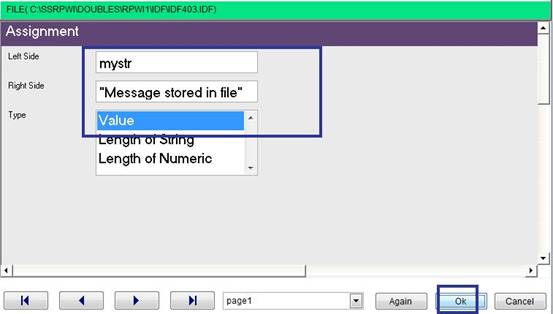 FILE( C:\SSRPWI\DOUBLES\RPWI1\IDF\IDF403.IDF)
Assignment
Left Side
mystr
Right Side
"Message stored in file"
Type
Value
Length of String
Length of Numeric
page1
Again
Ok
Cancel